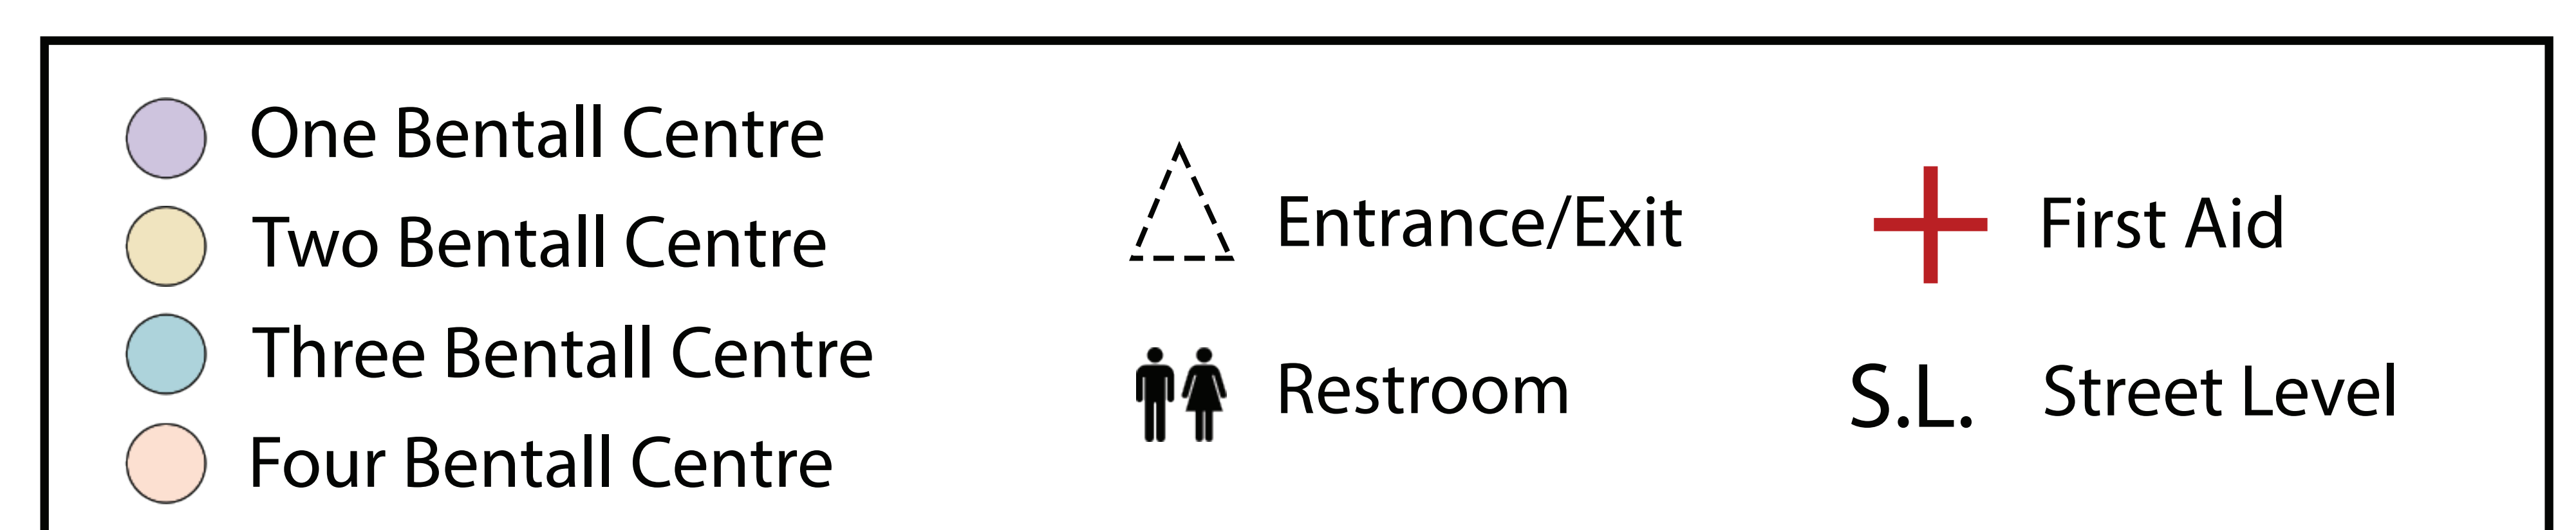 One Bentall Centre
Two Bentall Centre
Three Bentall Centre
Four Bentall Centre
Entrance/Exit
Restroom
First Aid
S.L. Street Level